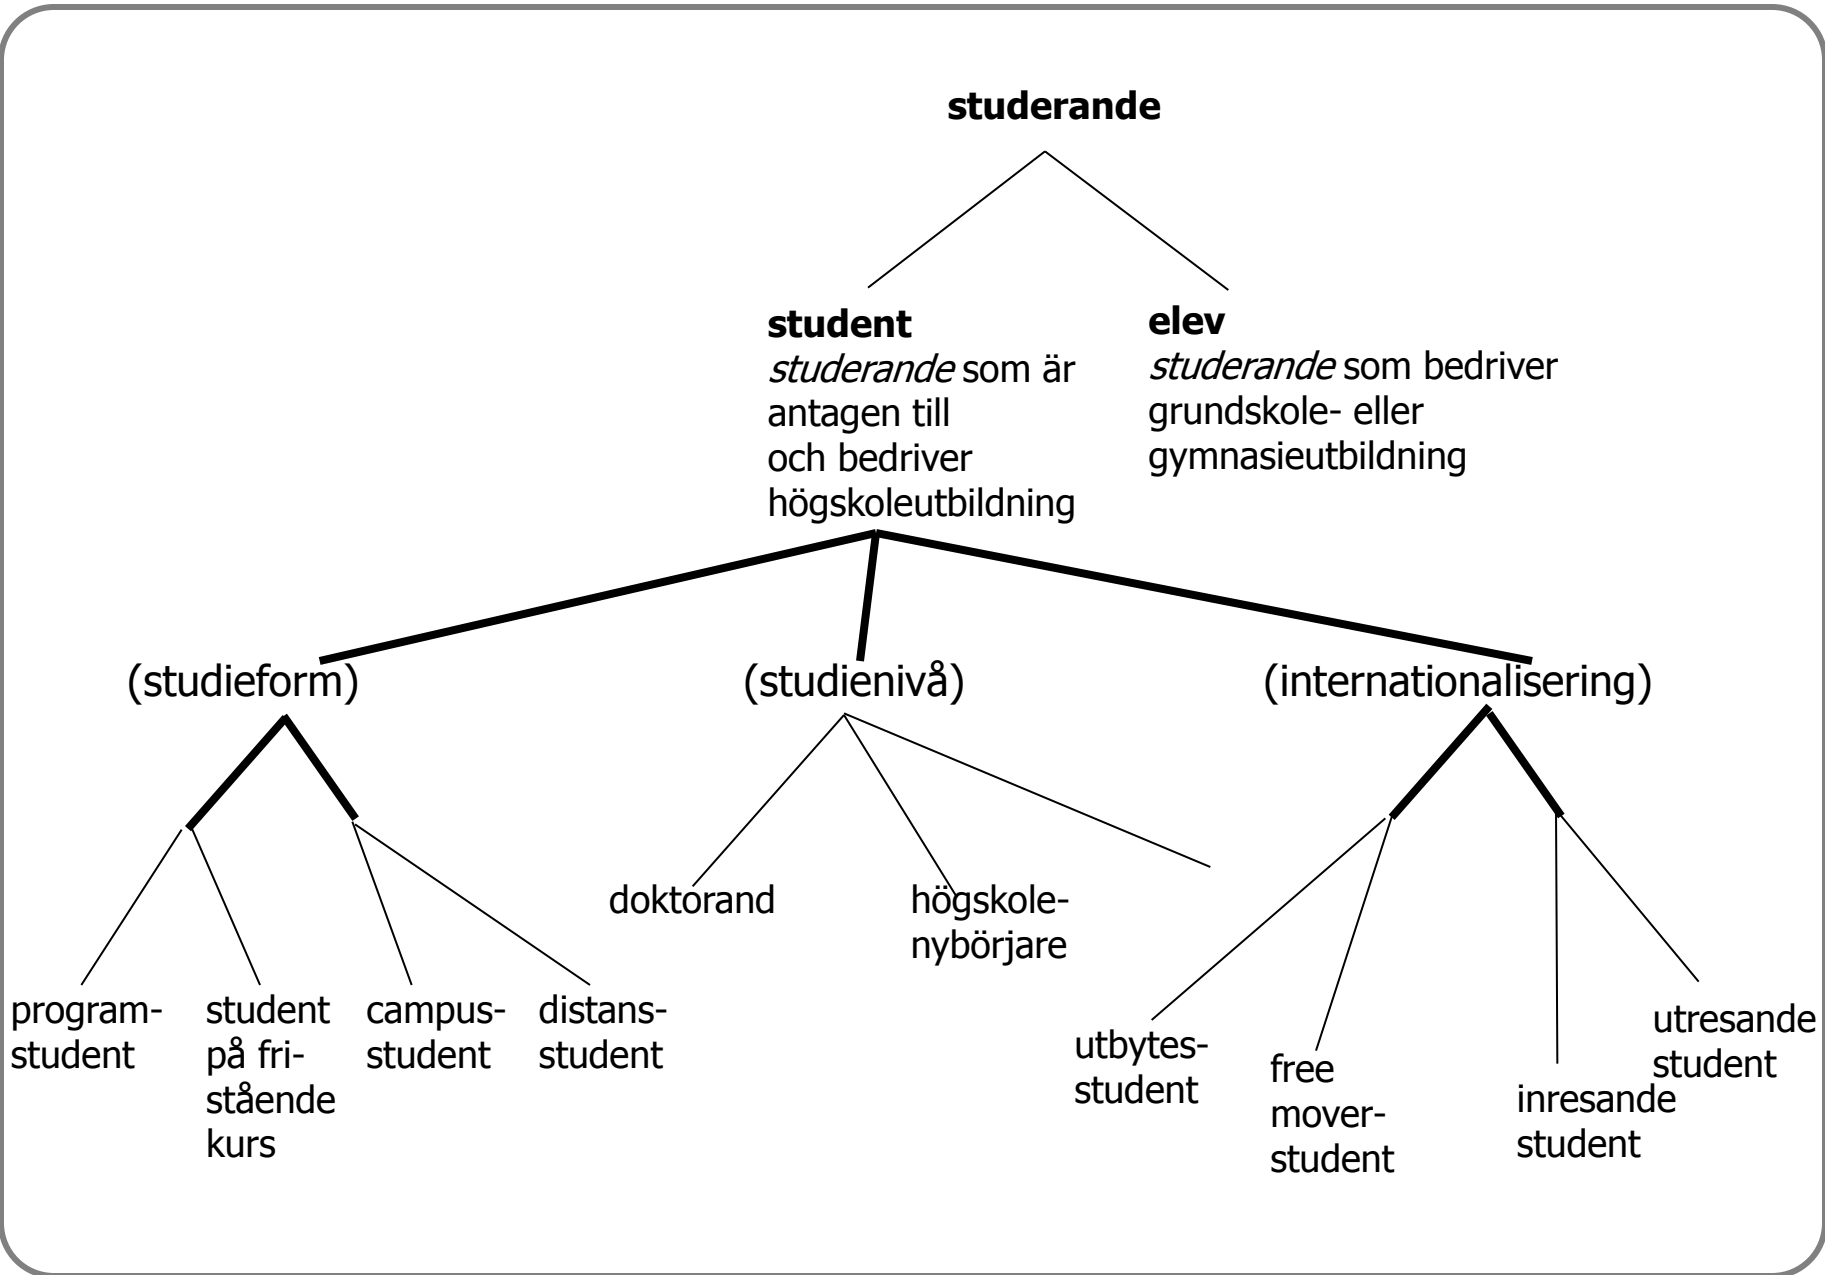 studerande
student
studerande som är
antagen till
och bedriver
högskoleutbildning
elev
studerande som bedriver
grundskole- eller
gymnasieutbildning
(studieform)
(studienivå)
(internationalisering)
program-
student
student
på fri-
stående
kurs
campus-
student
distans-
student
doktorand
högskole-
nybörjare
utbytes-
student
free
mover-
student
inresande
student
utresande
student